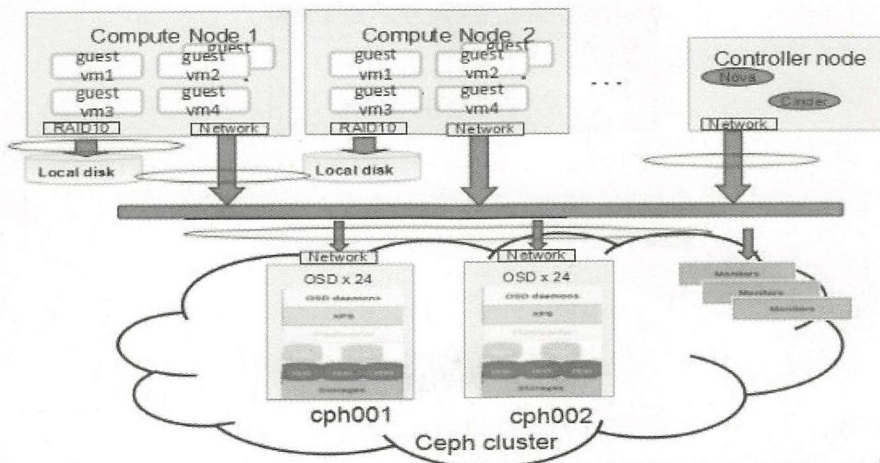 Compute Node 1
guest
guest
vm1
guest
vm2
guest
vm3
guest
vm4
RAID10
Network
Local disk
Compute Node 2
guest
guest
vm1
guest
vm2
guest
vm3
guest
vm4
RAID10
Network
Local disk
...
Controller node
Nova
Cinder
Network
Network
OSD x 24
OSD daemons
XFS
Storages
cph001
Network
OSD x 24
OSD daemons
XFS
Storages
cph002
Monitors
Monitors
Monitors
Ceph cluster